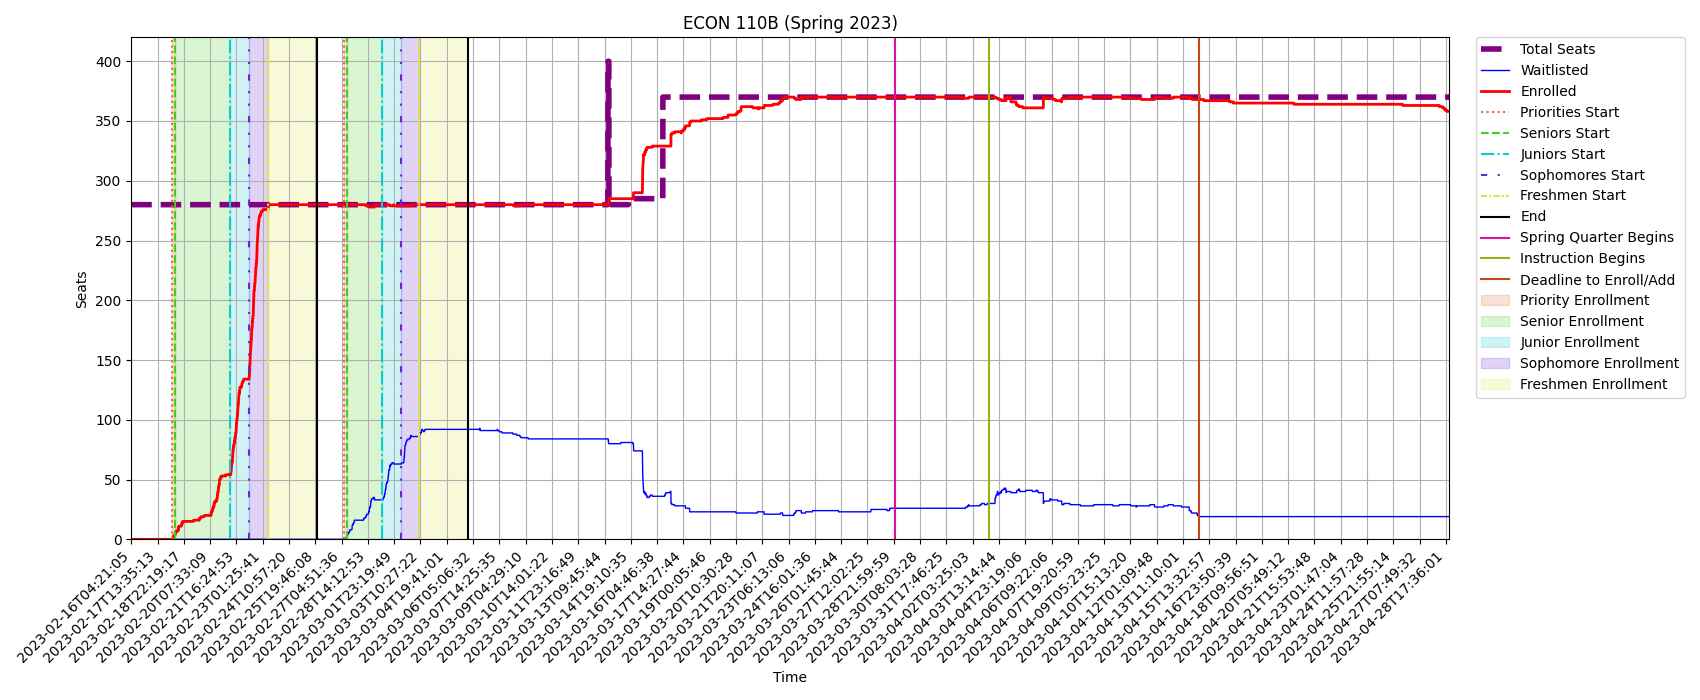 ECON 110B (Spring 2023)
Seats
400
350
300
250
200
150
100
50
0
2023-02-16T04:21:05
2023-02-17T13:35:13
2023-02-18T22:19:17
2023-02-20T07:33:09
2023-02-21T16:24:53
2023-02-23T01:25:41
2023-02-24T10:57:20
2023-02-25T19:46:08
2023-02-27T04:51:36
2023-02-28T14:12:53
2023-03-01T23:19:49
2023-03-03T10:27:22
2023-03-04T19:41:01
2023-03-06T05:06:32
2023-03-07T14:25:35
2023-03-09T04:29:10
2023-03-10T14:01:22
2023-03-11T23:16:49
2023-03-13T09:45:44
2023-03-14T19:10:35
2023-03-16T04:46:38
2023-03-17T14:27:44
2023-03-19T00:05:46
2023-03-20T10:30:28
2023-03-21T20:11:07
2023-03-23T06:13:06
2023-03-24T16:01:36
2023-03-26T01:45:44
2023-03-27T12:02:25
2023-03-28T21:59:59
2023-03-30T08:03:28
2023-03-31T17:46:25
2023-04-02T03:25:03
2023-04-03T13:14:44
2023-04-04T23:19:06
2023-04-06T09:22:06
2023-04-07T19:20:59
2023-04-09T05:23:25
2023-04-10T15:13:20
2023-04-12T01:09:48
2023-04-13T11:10:01
2023-04-15T13:32:57
2023-04-16T23:50:39
2023-04-18T09:56:51
2023-04-20T05:49:12
2023-04-21T15:53:48
2023-04-23T01:47:04
2023-04-24T11:57:28
2023-04-25T21:55:14
2023-04-27T07:49:32
2023-04-28T17:36:01
Time
Total Seats
Waitlisted
Enrolled
Priorities Start
Seniors Start
Juniors Start
Sophomores Start
Freshmen Start
End
Spring Quarter Begins
Instruction Begins
Deadline to Enroll/Add
Priority Enrollment
Senior Enrollment
Junior Enrollment
Sophomore Enrollment
Freshmen Enrollment